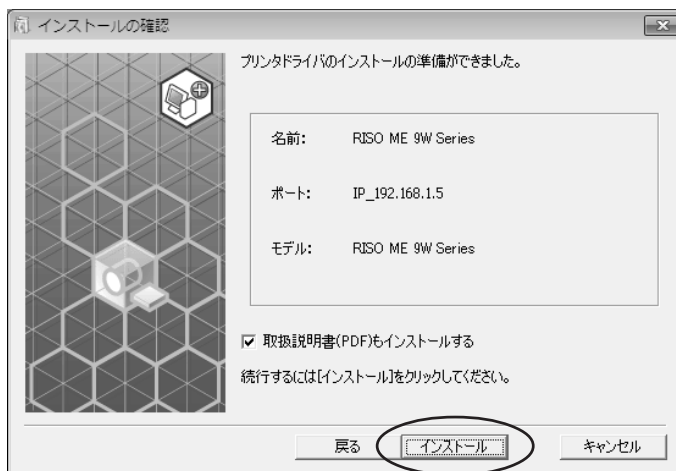 インストールの確認
プリンタドライバのインストールの準備ができました。
名前: RISO ME 9W Series
ポート: IP_192.168.1.5
モデル: RISO ME 9W Series
取扱説明書(PDF)もインストールする
続行するには[インストール]をクリックしてください。
戻る インストール キャンセル